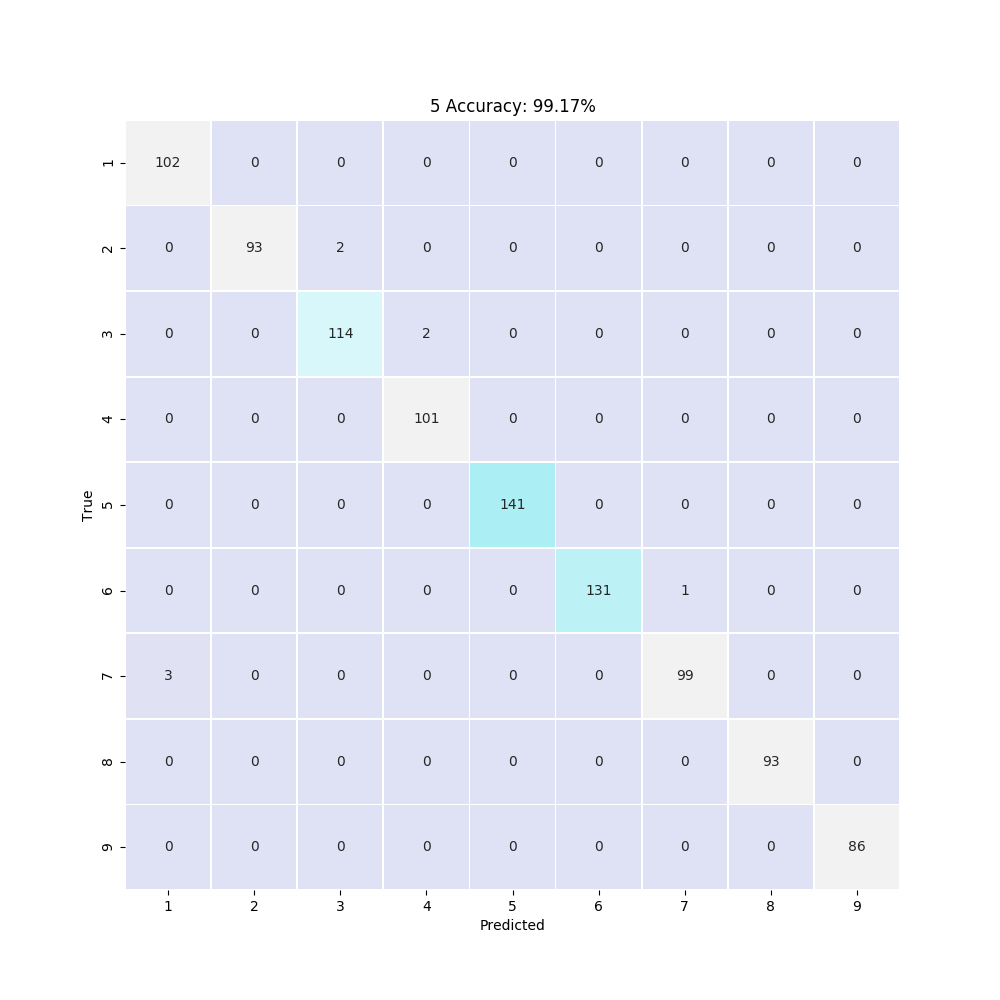 5 Accuracy: 99.17%
1 102 0 0 0 0 0 0 0 0
2 0 93 2 0 0 0 0 0 0
3 0 0 114 2 0 0 0 0 0
4 0 0 0 101 0 0 0 0 0
True
5 0 0 0 0 141 0 0 0 0
6 0 0 0 0 0 131 1 0 0
7 3 0 0 0 0 0 99 0 0
8 0 0 0 0 0 0 0 93 0
9 0 0 0 0 0 0 0 0 86
1 2 3 4 5 6 7 8 9
Predicted